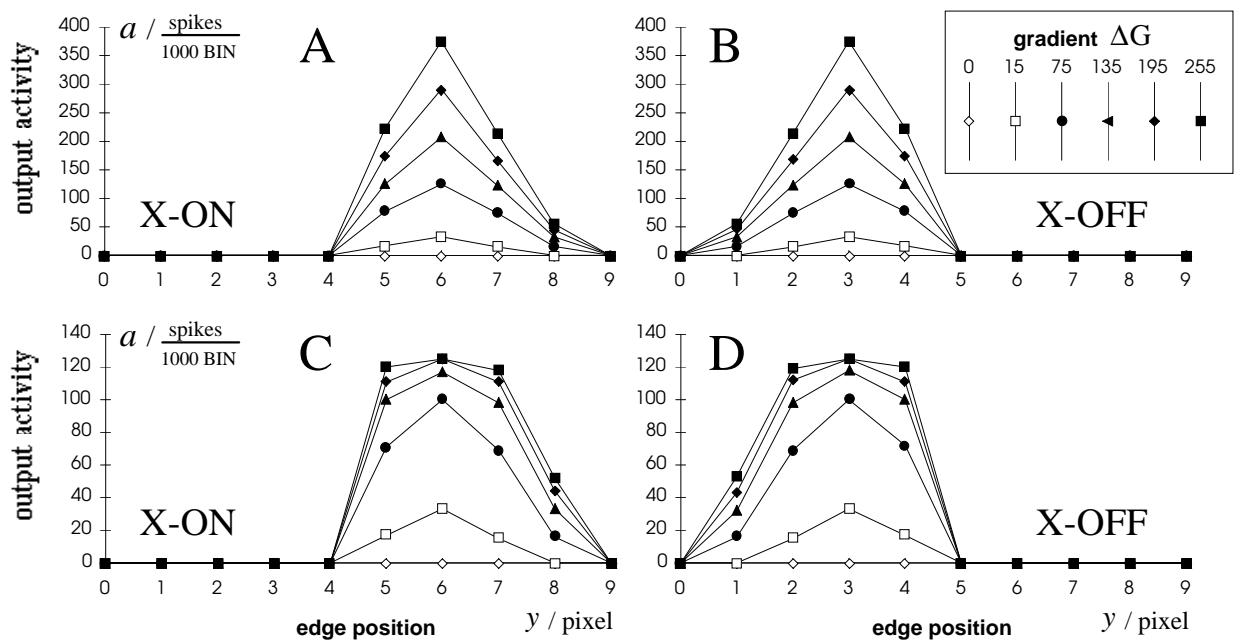 output activity
a / spikes
1000 BIN
400
350
300
250
200
150
100
50
0
A
X-ON
0 1 2 3 4 5 6 7 8 9
400
350
300
250
200
150
100
50
0
B
X-OFF
0 1 2 3 4 5 6 7 8 9
gradient ΔG
0 15 75 135 195 255
output activity
a / spikes
1000 BIN
140
120
100
80
60
40
20
0
C
X-ON
0 1 2 3 4 5 6 7 8 9
edge position
y / pixel
140
120
100
80
60
40
20
0
D
X-OFF
0 1 2 3 4 5 6 7 8 9
edge position
y / pixel